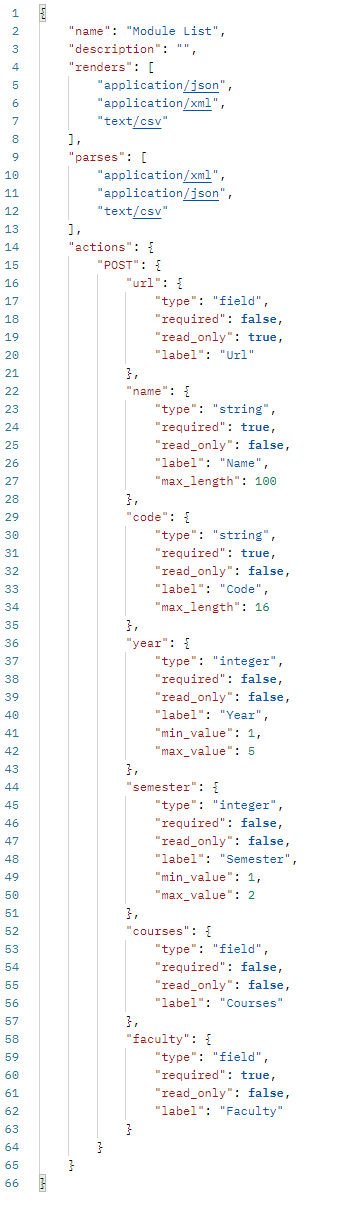 1 {
2     "name": "Module List",
3     "description": "",
4     "renders": [
5         "application/json",
6         "application/xml",
7         "text/csv"
8     ],
9     "parses": [
10         "application/xml",
11         "application/json",
12         "text/csv"
13     ],
14     "actions": {
15         "POST": {
16             "url": {
17                 "type": "field",
18                 "required": false,
19                 "read_only": true,
20                 "label": "Url"
21             },
22             "name": {
23                 "type": "string",
24                 "required": true,
25                 "read_only": false,
26                 "label": "Name",
27                 "max_length": 100
28             },
29             "code": {
30                 "type": "string",
31                 "required": true,
32                 "read_only": false,
33                 "label": "Code",
34                 "max_length": 16
35             },
36             "year": {
37                 "type": "integer",
38                 "required": false,
39                 "read_only": false,
40                 "label": "Year",
41                 "min_value": 1,
42                 "max_value": 5
43             },
44             "semester": {
45                 "type": "integer",
46                 "required": false,
47                 "read_only": false,
48                 "label": "Semester",
49                 "min_value": 1,
50                 "max_value": 2
51             },
52             "courses": {
53                 "type": "field",
54                 "required": false,
55                 "read_only": false,
56                 "label": "Courses"
57             },
58             "faculty": {
59                 "type": "field",
60                 "required": true,
61                 "read_only": false,
62                 "label": "Faculty"
63             }
64         }
65     }
66 }